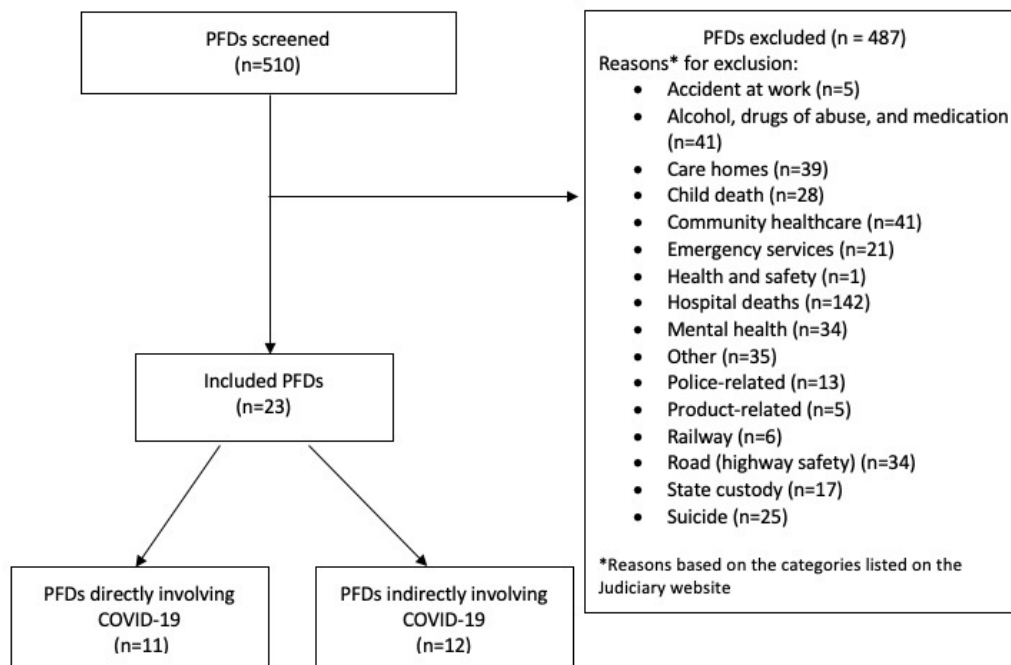 PFDs screened
(n=510)
PFDs excluded (n = 487)
Reasons* for exclusion:
• Accident at work (n=5)
• Alcohol, drugs of abuse, and medication
(n=41)
• Care homes (n=39)
• Child death (n=28)
• Community healthcare (n=41)
• Emergency services (n=21)
• Health and safety (n=1)
• Hospital deaths (n=142)
• Mental health (n=34)
• Other (n=35)
• Police-related (n=13)
• Product-related (n=5)
• Railway (n=6)
• Road (highway safety) (n=34)
• State custody (n=17)
• Suicide (n=25)
*Reasons based on the categories listed on the
Judiciary website
Included PFDs
(n=23)
PFDs directly involving
COVID-19
(n=11)
PFDs indirectly involving
COVID-19
(n=12)